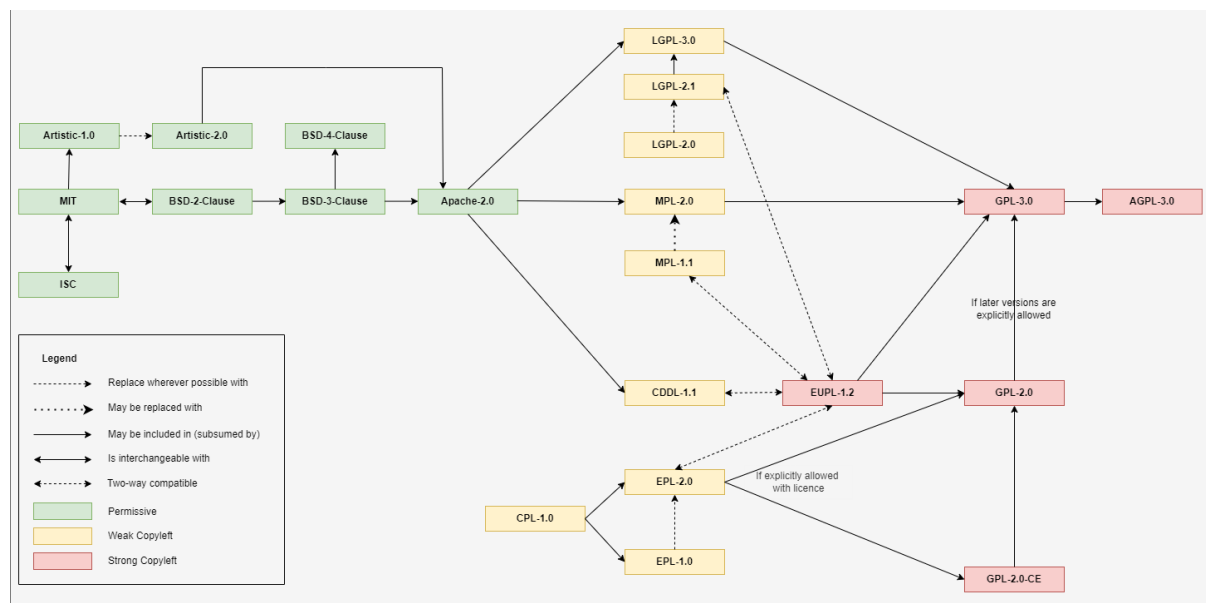 LGPL-3.0
LGPL-2.1
Artistic-1.0
Artistic-2.0
BSD-4-Clause
LGPL-2.0
MIT
BSD-2-Clause
BSD-3-Clause
Apache-2.0
MPL-2.0
GPL-3.0
AGPL-3.0
MPL-1.1
ISC
If later versions are
explicitly allowed
Legend
Replace wherever possible with
May be replaced with
May be included in (subsumed by)
Is interchangeable with
Two-way compatible
Permissive
Weak Copyleft
Strong Copyleft
CDDL-1.1
EUPL-1.2
GPL-2.0
EPL-2.0
If explicitly allowed
with licence
CPL-1.0
EPL-1.0
GPL-2.0-CE